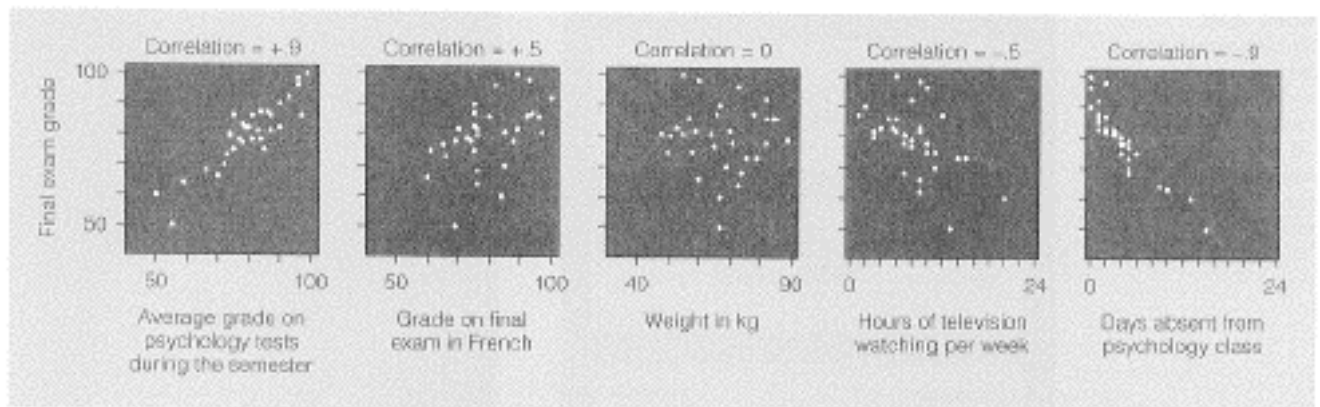 Correlation = +.9
Correlation = +.5
Correlation = 0
Correlation = -.5
Correlation = -.9
Final exam grade
100
50
50 100
50 100
40 90
0 24
0 24
Average grade on
psychology tests
during the semester
Grade on final
exam in French
Weight in kg
Hours of television
watching per week
Days absent from
psychology class